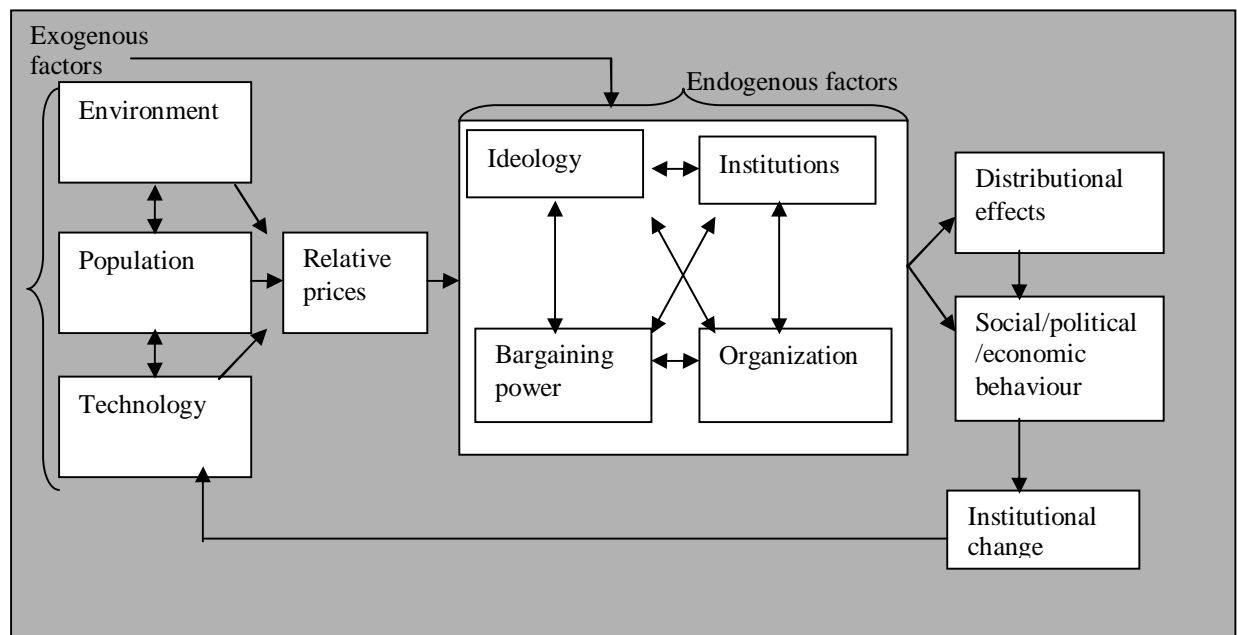 Exogenous
factors
Endogenous factors
Environment
Ideology
Institutions
Distributional
effects
Population
Relative
prices
Social/political
/economic
behaviour
Bargaining
power
Organization
Technology
Institutional
change